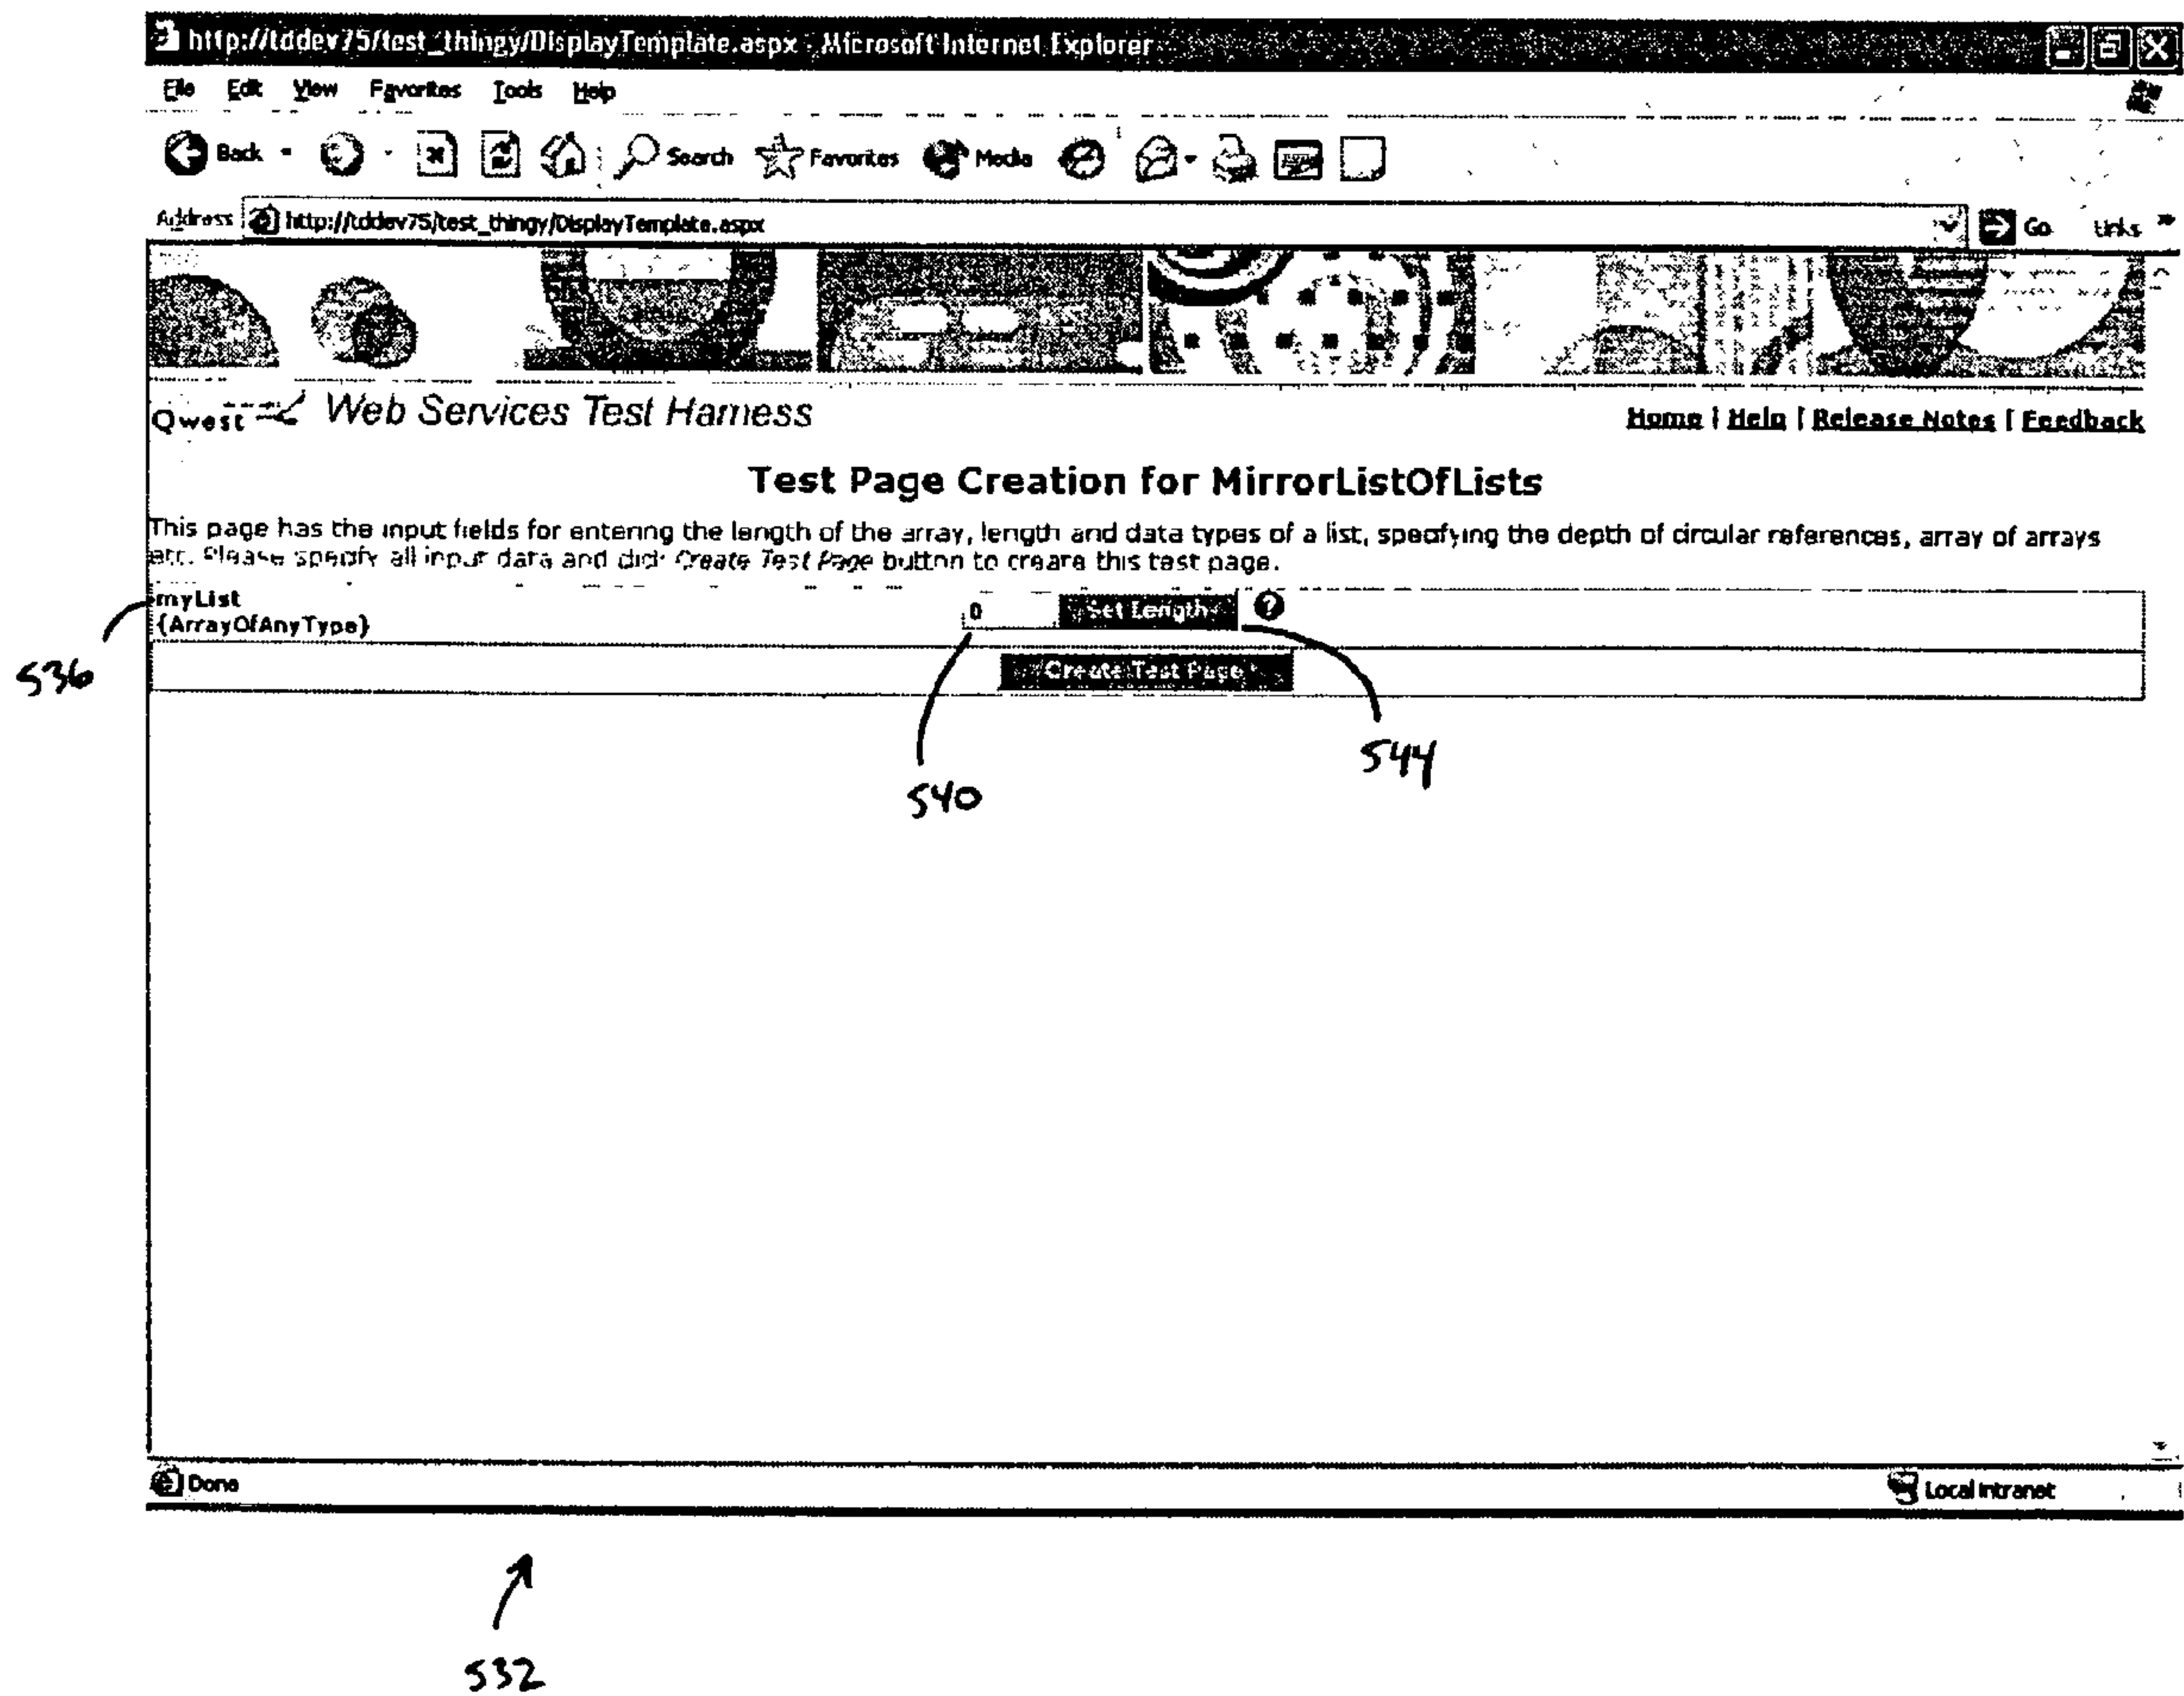 http://tddev75/test_thingy/DisplayTemplate.aspx - Microsoft Internet Explorer
File Edit View Favorites Tools Help
Back Search Favorites Media
Address http://tddev75/test_thingy/DisplayTemplate.aspx Go Links »
Qwest Web Services Test Harness
Home | Help | Release Notes | Feedback
Test Page Creation for MirrorListOfLists
This page has the input fields for entering the length of the array, length and data types of a list, specifying the depth of circular references, array of arrays
etc. Please specify all input data and click Create Test Page button to create this test page.
myList
{ArrayOfAnyType}
0 Set Length ?
Create Test Page
536
540
544
Done Local intranet
532